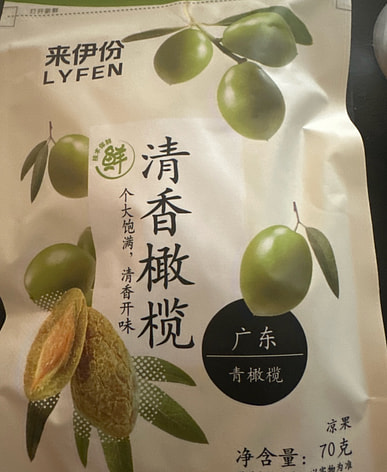 来伊份
LYFEN
鲜
清香橄榄
个大饱满，清香开味
广东
青橄榄
凉果
净含量：70克